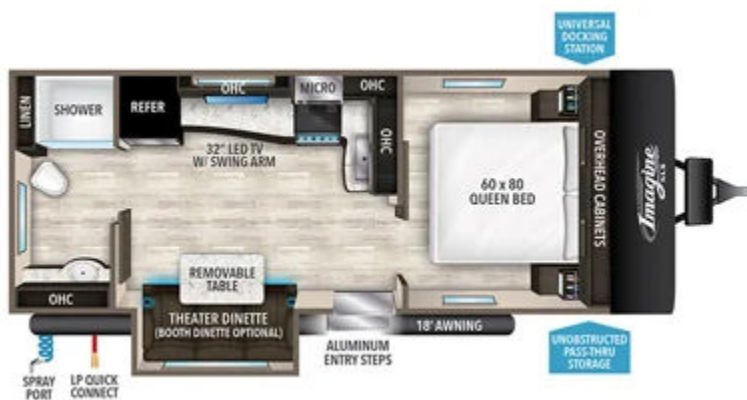 UNIVERSAL
DOCKING
STATION
LINEN
SHOWER
REFER
OHC
MICRO
OHC
OHC
32" LED TV
W/ SWING ARM
60 x 80
QUEEN BED
OVERHEAD CABINETS
Imagine
XLS
REMOVABLE
TABLE
OHC
THEATER DINETTE
(BOOTH DINETTE OPTIONAL)
18' AWNING
ALUMINUM
ENTRY STEPS
UNOBSTRUCTED
PASS-THRU
STORAGE
SPRAY
PORT
LP QUICK
CONNECT